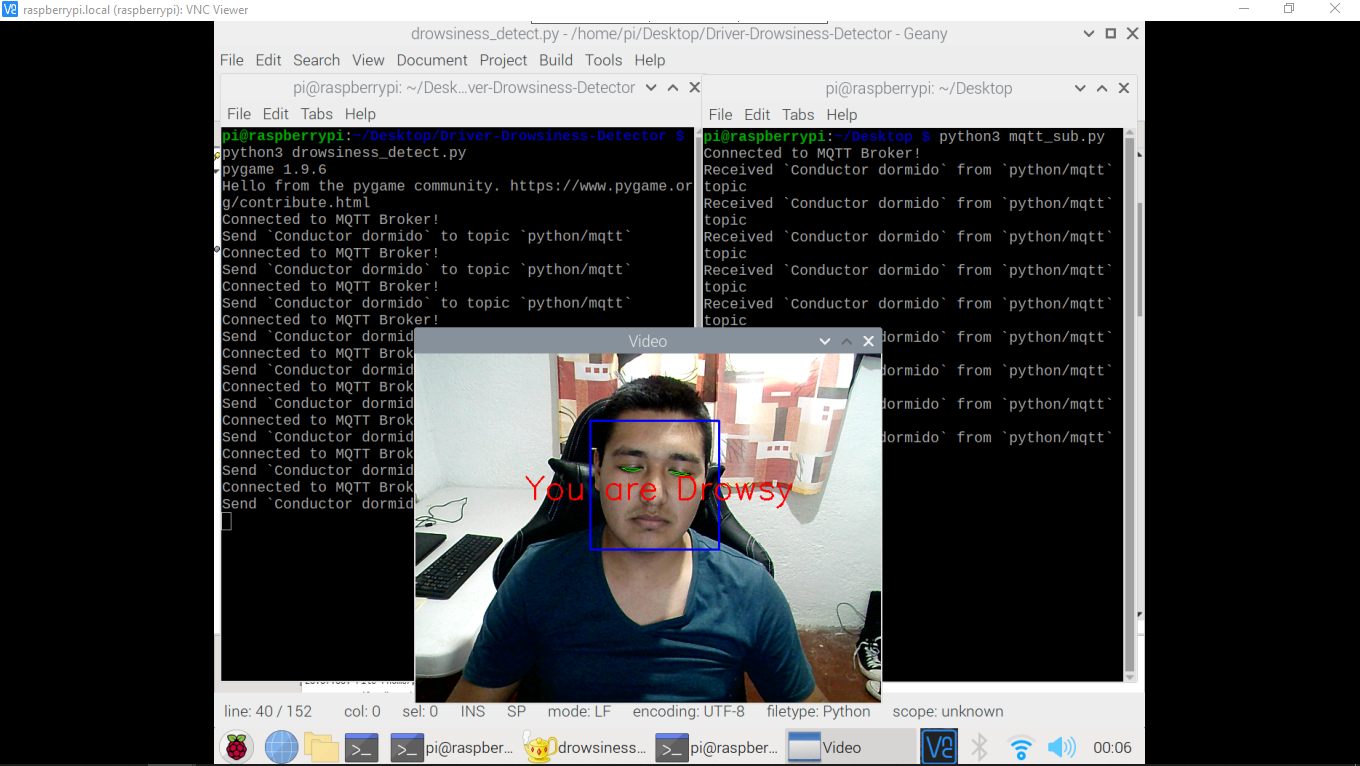 raspberrypi.local (raspberrypi): VNC Viewer
drowsiness_detect.py - /home/pi/Desktop/Driver-Drowsiness-Detector - Geany
File Edit Search View Document Project Build Tools Help
pi@raspberrypi: ~/Desk...ver-Drowsiness-Detector
File Edit Tabs Help
pi@raspberrypi:~/Desktop/Driver-Drowsiness-Detector $
python3 drowsiness_detect.py
pygame 1.9.6
Hello from the pygame community. https://www.pygame.or
g/contribute.html
Connected to MQTT Broker!
Send `Conductor dormido` to topic `python/mqtt`
Connected to MQTT Broker!
Send `Conductor dormido` to topic `python/mqtt`
Connected to MQTT Broker!
Send `Conductor dormido` to topic `python/mqtt`
Connected to MQTT Broker!
Send `Conductor dormid
Connected to MQTT Brok
Send `Conductor dormid
Connected to MQTT Brok
Send `Conductor dormid
Connected to MQTT Brok
Send `Conductor dormid
Connected to MQTT Brok
Send `Conductor dormid
Connected to MQTT Brok
Send `Conductor dormid
pi@raspberrypi: ~/Desktop
File Edit Tabs Help
pi@raspberrypi:~/Desktop $ python3 mqtt_sub.py
Connected to MQTT Broker!
Received `Conductor dormido` from `python/mqtt`
topic
Received `Conductor dormido` from `python/mqtt`
topic
Received `Conductor dormido` from `python/mqtt`
topic
Received `Conductor dormido` from `python/mqtt`
topic
Received `Conductor dormido` from `python/mqtt`
topic
dormido` from `python/mqtt`
dormido` from `python/mqtt`
dormido` from `python/mqtt`
dormido` from `python/mqtt`
Video
You are Drowsy
line: 40 / 152 col: 0 sel: 0 INS SP mode: LF encoding: UTF-8 filetype: Python scope: unknown
pi@raspber... drowsiness... pi@raspber... Video 00:06